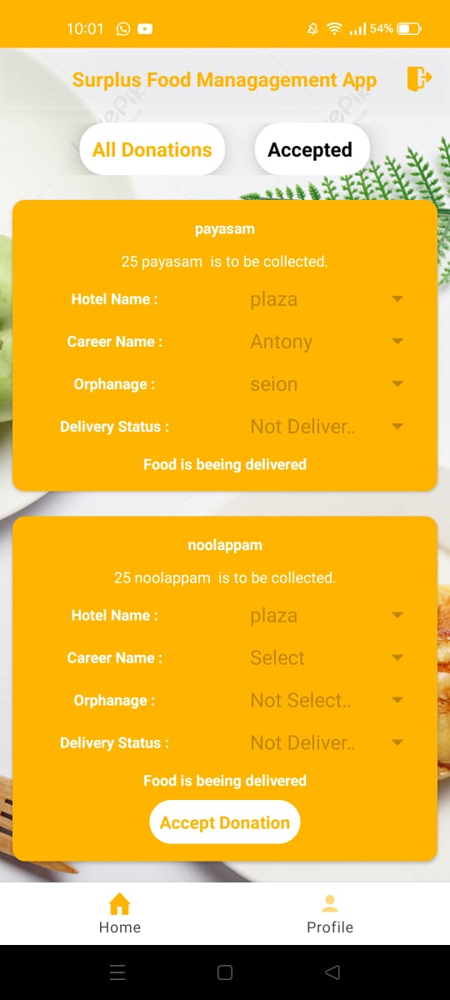 10:01 54%
Surplus Food Managagement App
All Donations Accepted
payasam
25 payasam is to be collected.
Hotel Name : plaza
Career Name : Antony
Orphanage : seion
Delivery Status : Not Deliver..
Food is beeing delivered
noolappam
25 noolappam is to be collected.
Hotel Name : plaza
Career Name : Select
Orphanage : Not Select..
Delivery Status : Not Deliver..
Food is beeing delivered
Accept Donation
Home Profile